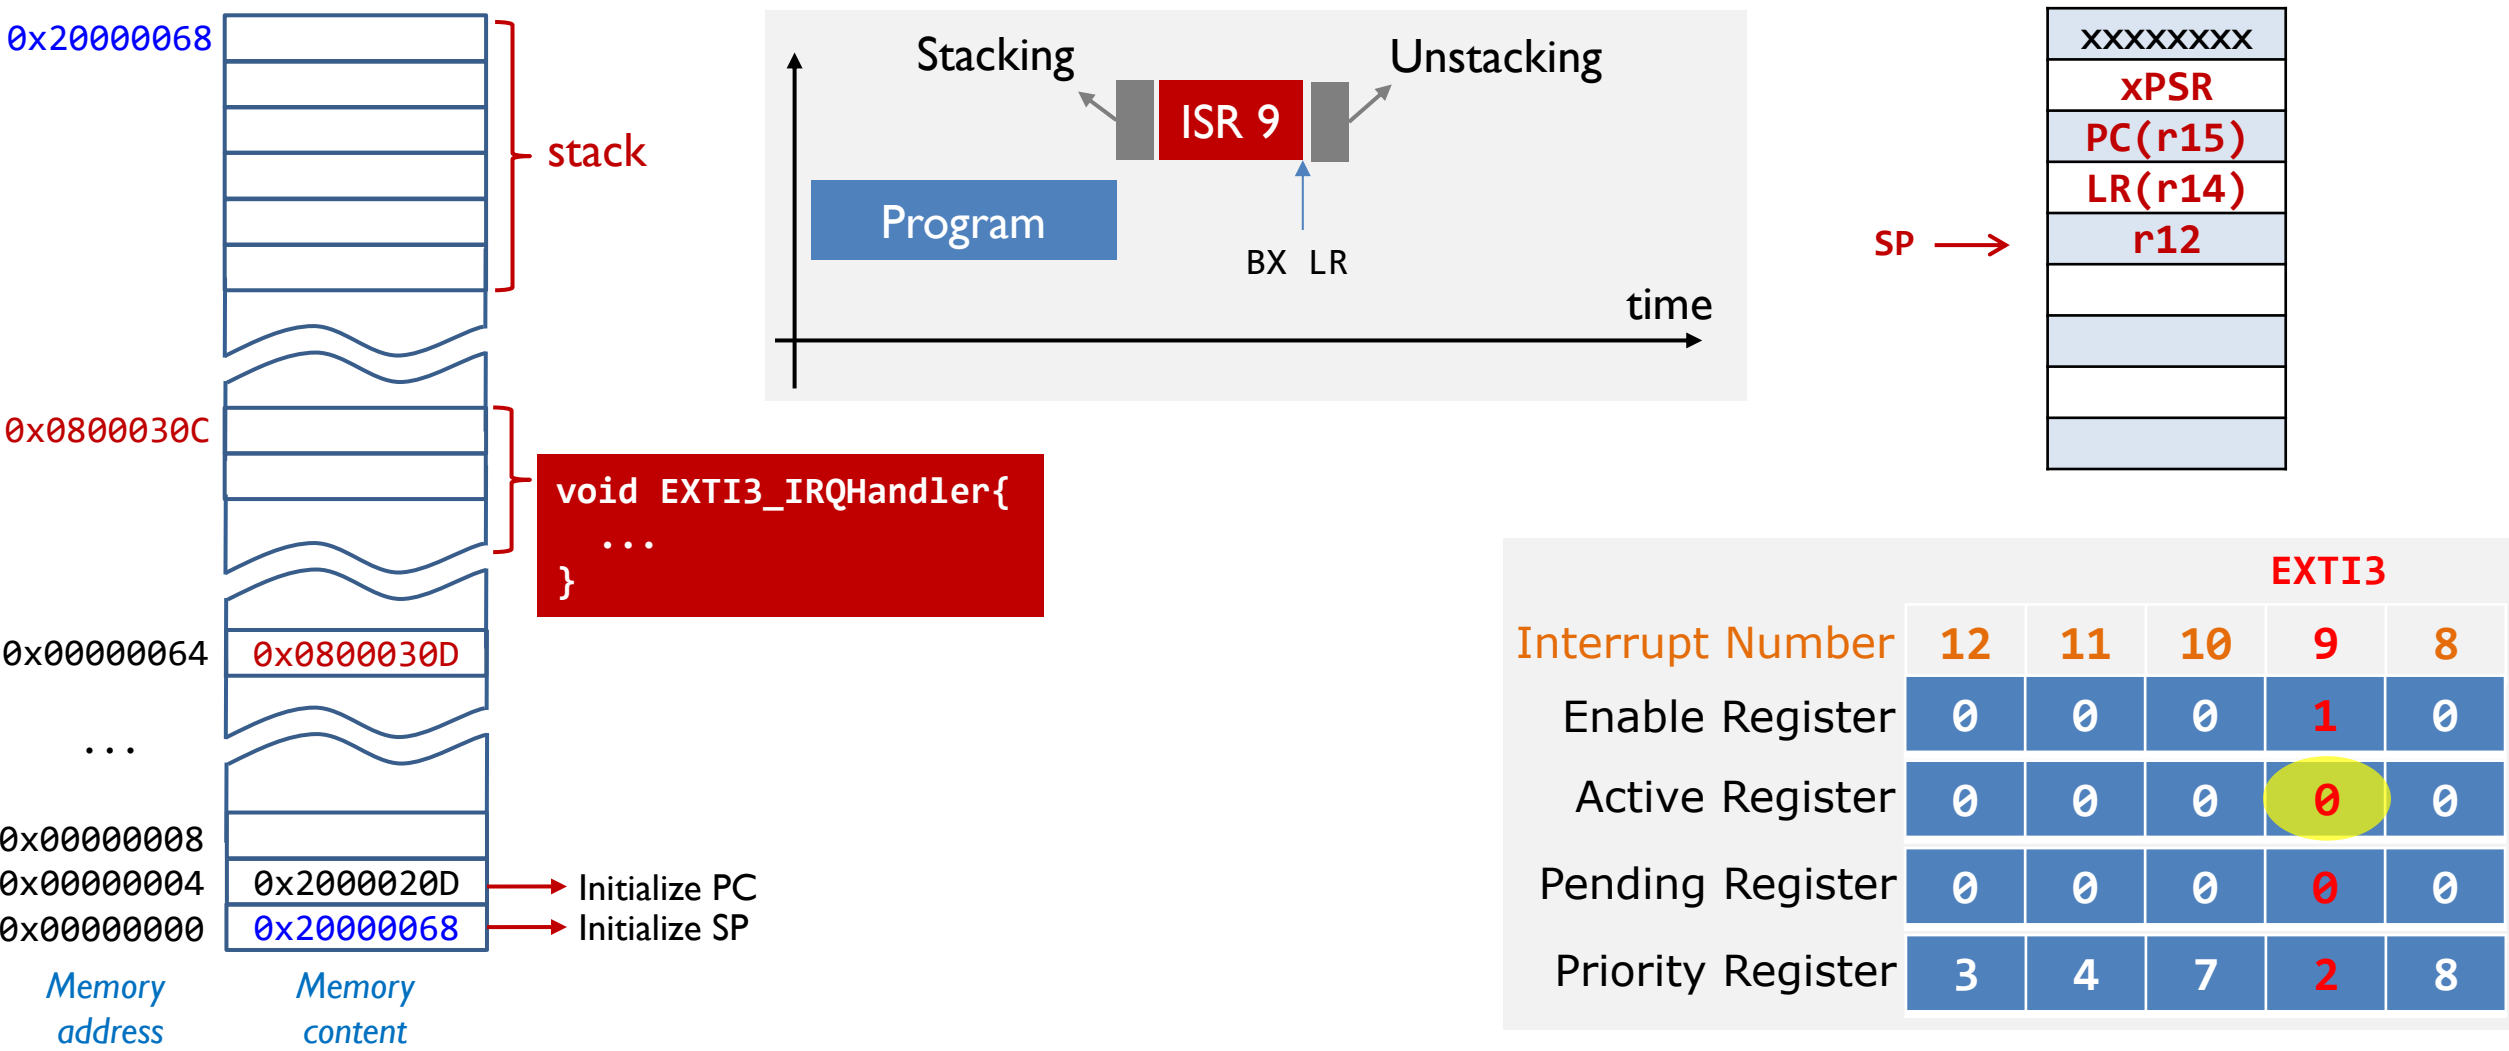 0x20000068
stack
0x0800030C
void EXTI3_IRQHandler{
...
}
0x00000064 0x0800030D
...
0x00000008
0x00000004 0x2000020D Initialize PC
0x00000000 0x20000068 Initialize SP
Memory address
Memory content
Stacking
Unstacking
ISR 9
Program
BX LR
time
xxxxxxxx
xPSR
PC(r15)
LR(r14)
SP r12
EXTI3
Interrupt Number 12 11 10 9 8
Enable Register 0 0 0 1 0
Active Register 0 0 0 0 0
Pending Register 0 0 0 0 0
Priority Register 3 4 7 2 8